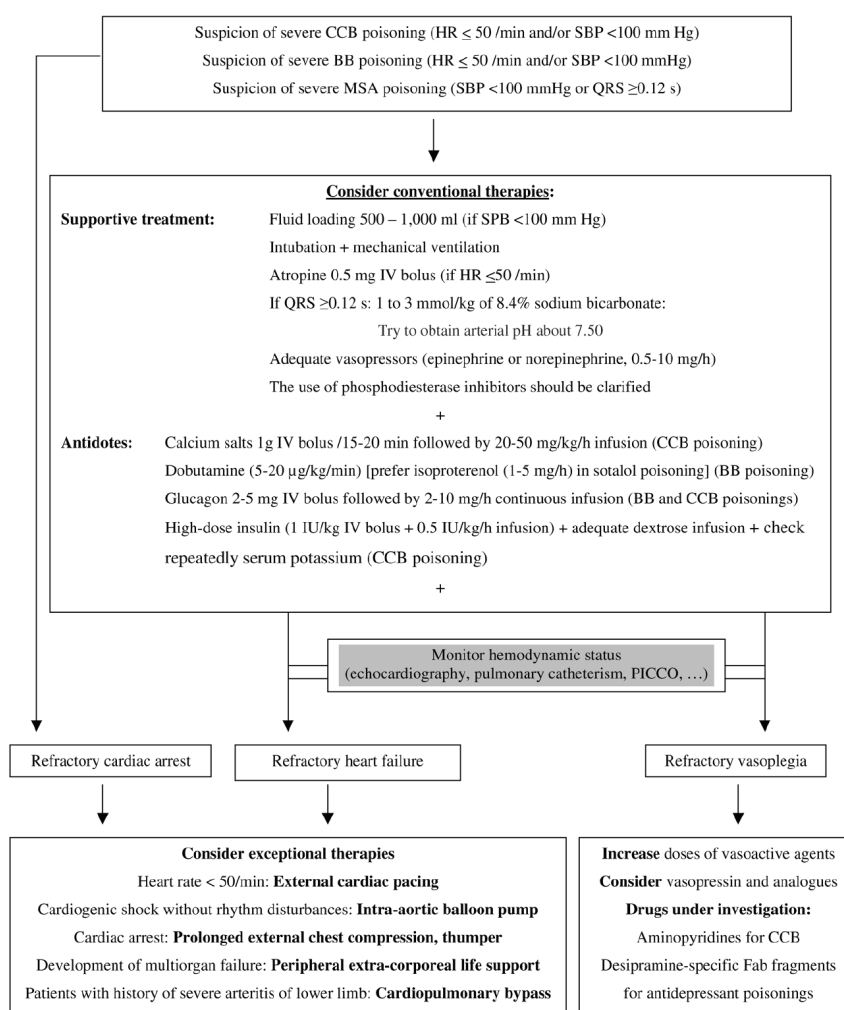 Suspicion of severe CCB poisoning (HR ≤ 50 /min and/or SBP <100 mm Hg)
Suspicion of severe BB poisoning (HR ≤ 50 /min and/or SBP <100 mmHg)
Suspicion of severe MSA poisoning (SBP <100 mmHg or QRS ≥0.12 s)
Consider conventional therapies:
Supportive treatment: Fluid loading 500 – 1,000 ml (if SPB <100 mm Hg)
Intubation + mechanical ventilation
Atropine 0.5 mg IV bolus (if HR ≤50 /min)
If QRS ≥0.12 s: 1 to 3 mmol/kg of 8.4% sodium bicarbonate:
Try to obtain arterial pH about 7.50
Adequate vasopressors (epinephrine or norepinephrine, 0.5-10 mg/h)
The use of phosphodiesterase inhibitors should be clarified
+
Antidotes: Calcium salts 1g IV bolus /15-20 min followed by 20-50 mg/kg/h infusion (CCB poisoning)
Dobutamine (5-20 µg/kg/min) [prefer isoproterenol (1-5 mg/h) in sotalol poisoning] (BB poisoning)
Glucagon 2-5 mg IV bolus followed by 2-10 mg/h continuous infusion (BB and CCB poisonings)
High-dose insulin (1 IU/kg IV bolus + 0.5 IU/kg/h infusion) + adequate dextrose infusion + check
repeatedly serum potassium (CCB poisoning)
+
Monitor hemodynamic status
(echocardiography, pulmonary catheterism, PICCO, …)
Refractory cardiac arrest
Refractory heart failure
Refractory vasoplegia
Consider exceptional therapies
Heart rate < 50/min: External cardiac pacing
Cardiogenic shock without rhythm disturbances: Intra-aortic balloon pump
Cardiac arrest: Prolonged external chest compression, thumper
Development of multiorgan failure: Peripheral extra-corporeal life support
Patients with history of severe arteritis of lower limb: Cardiopulmonary bypass
Increase doses of vasoactive agents
Consider vasopressin and analogues
Drugs under investigation:
Aminopyridines for CCB
Desipramine-specific Fab fragments
for antidepressant poisonings